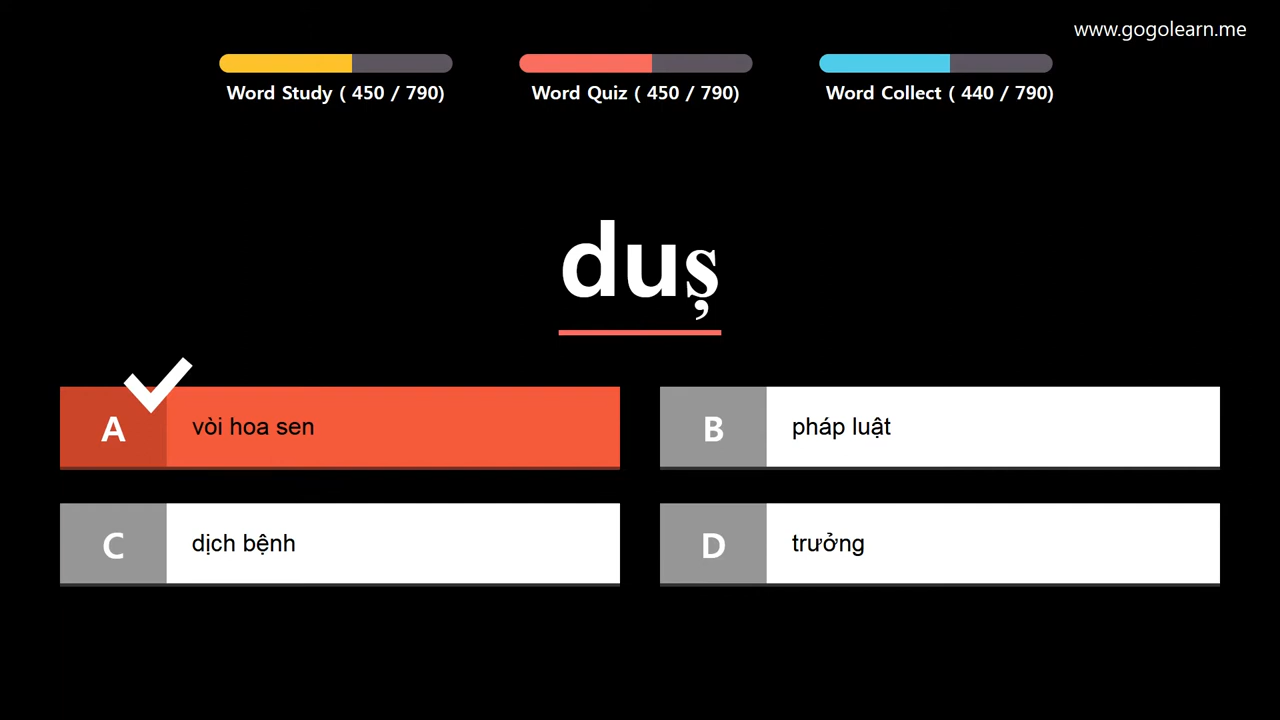 www.gogolearn.me
Word Study ( 450 / 790)
Word Quiz ( 450 / 790)
Word Collect ( 440 / 790)
duș
A vòi hoa sen
B pháp luật
C dịch bệnh
D trưởng